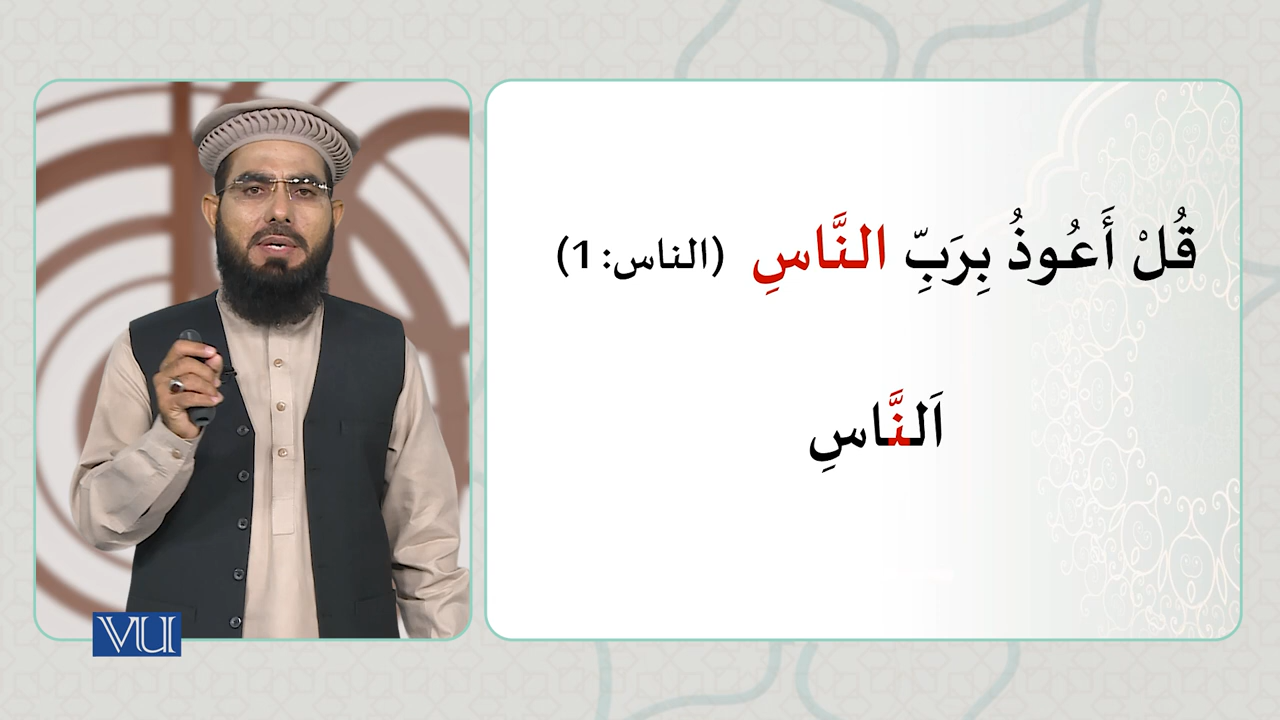 قُلْ أَعُوذُ بِرَبِّ النَّاسِ (الناس: 1)
اَلنَّاسِ
VU